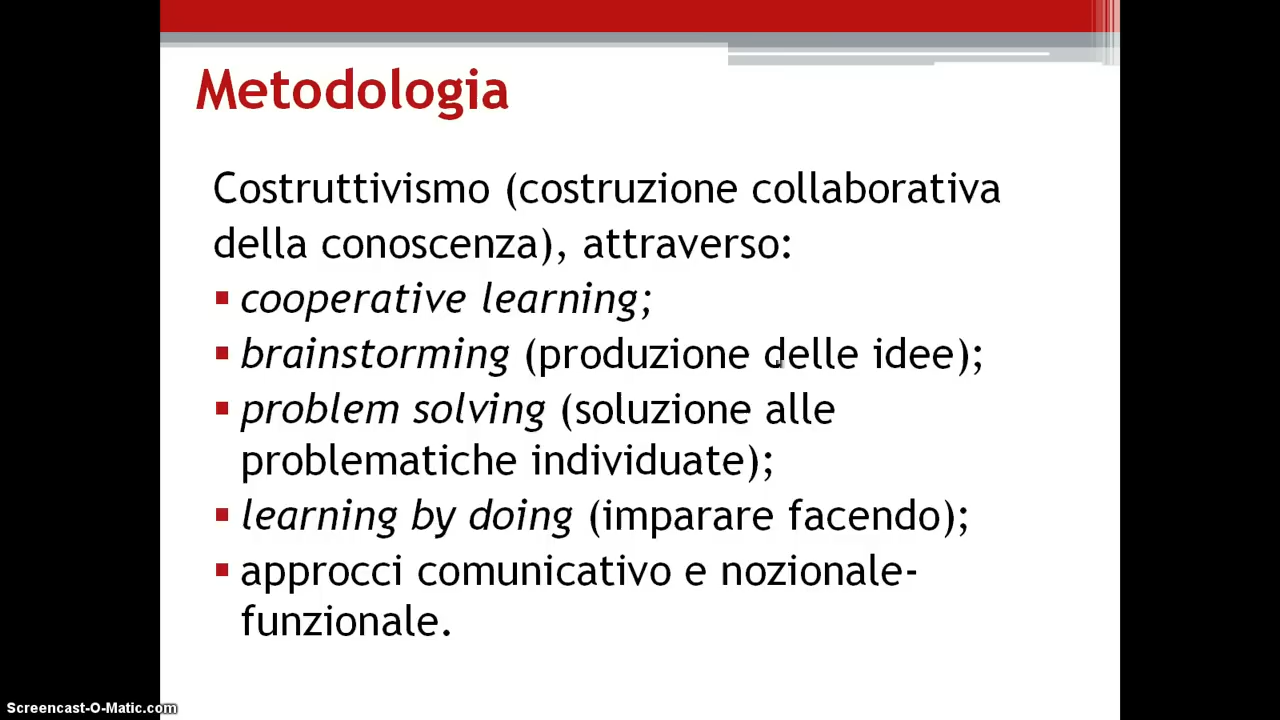 Metodologia
Costruttivismo (costruzione collaborativa
della conoscenza), attraverso:
▪ cooperative learning;
▪ brainstorming (produzione delle idee);
▪ problem solving (soluzione alle
problematiche individuate);
▪ learning by doing (imparare facendo);
▪ approcci comunicativo e nozionale-
funzionale.
Screencast-O-Matic.com